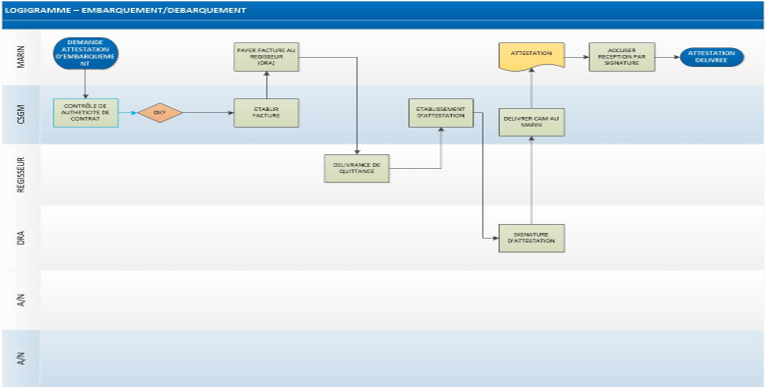 LOGIGRAMME – EMBARQUEMENT/DEBARQUEMENT
MARIN
DEMANDE
ATTESTATION
D'EMBARQUEME
NT
PAYER FACTURE AU
REGISSEUR
(DRA)
ATTESTATION
ACCUSER
RECEPTION PAR
SIGNATURE
ATTESTATION
DELIVREE
CSGM
CONTRÔLE DE
AUTHETICITE DE
CONTRAT
OK?
ETABLIR
FACTURE
ETABLISSEMENT
D'ATTESTATION
DELIVRER CAM AU
MARIN
REGISSEUR
DELIVRANCE DE
QUITTANCE
DRA
SIGNATURE
D'ATTESTATION
A/N
A/N